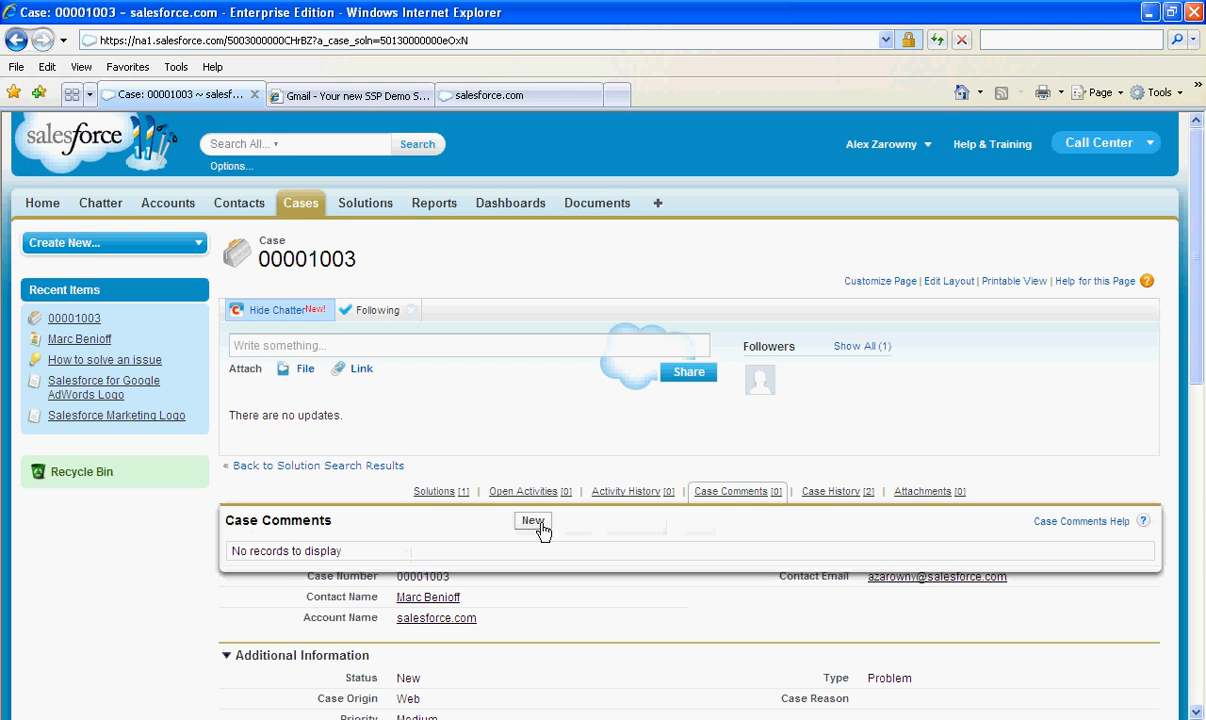 Case: 00001003 ~ salesforce.com - Enterprise Edition - Windows Internet Explorer
https://na1.salesforce.com/5003000000CHrBZ?a_case_soln=50130000000eOxN
File Edit View Favorites Tools Help
Case: 00001003 ~ salesf... Gmail - Your new SSP Demo S... salesforce.com Page Tools »
salesforce Search All... Search Alex Zarowny Help & Training Call Center
Options...
Home Chatter Accounts Contacts Cases Solutions Reports Dashboards Documents +
Create New...
Case
00001003
Customize Page | Edit Layout | Printable View | Help for this Page ?
Recent Items
00001003
Marc Benioff
How to solve an issue
Salesforce for Google
AdWords Logo
Salesforce Marketing Logo
Recycle Bin
Hide Chatter New! Following
Write something...
Attach File Link Share
Followers Show All (1)
There are no updates.
« Back to Solution Search Results
Solutions [1] | Open Activities [0] | Activity History [0] | Case Comments [0] | Case History [2] | Attachments [0]
Case Comments New Case Comments Help ?
No records to display
Case Number 00001003 Contact Email azarowny@salesforce.com
Contact Name Marc Benioff
Account Name salesforce.com
Additional Information
Status New Type Problem
Case Origin Web Case Reason
Priority Medium